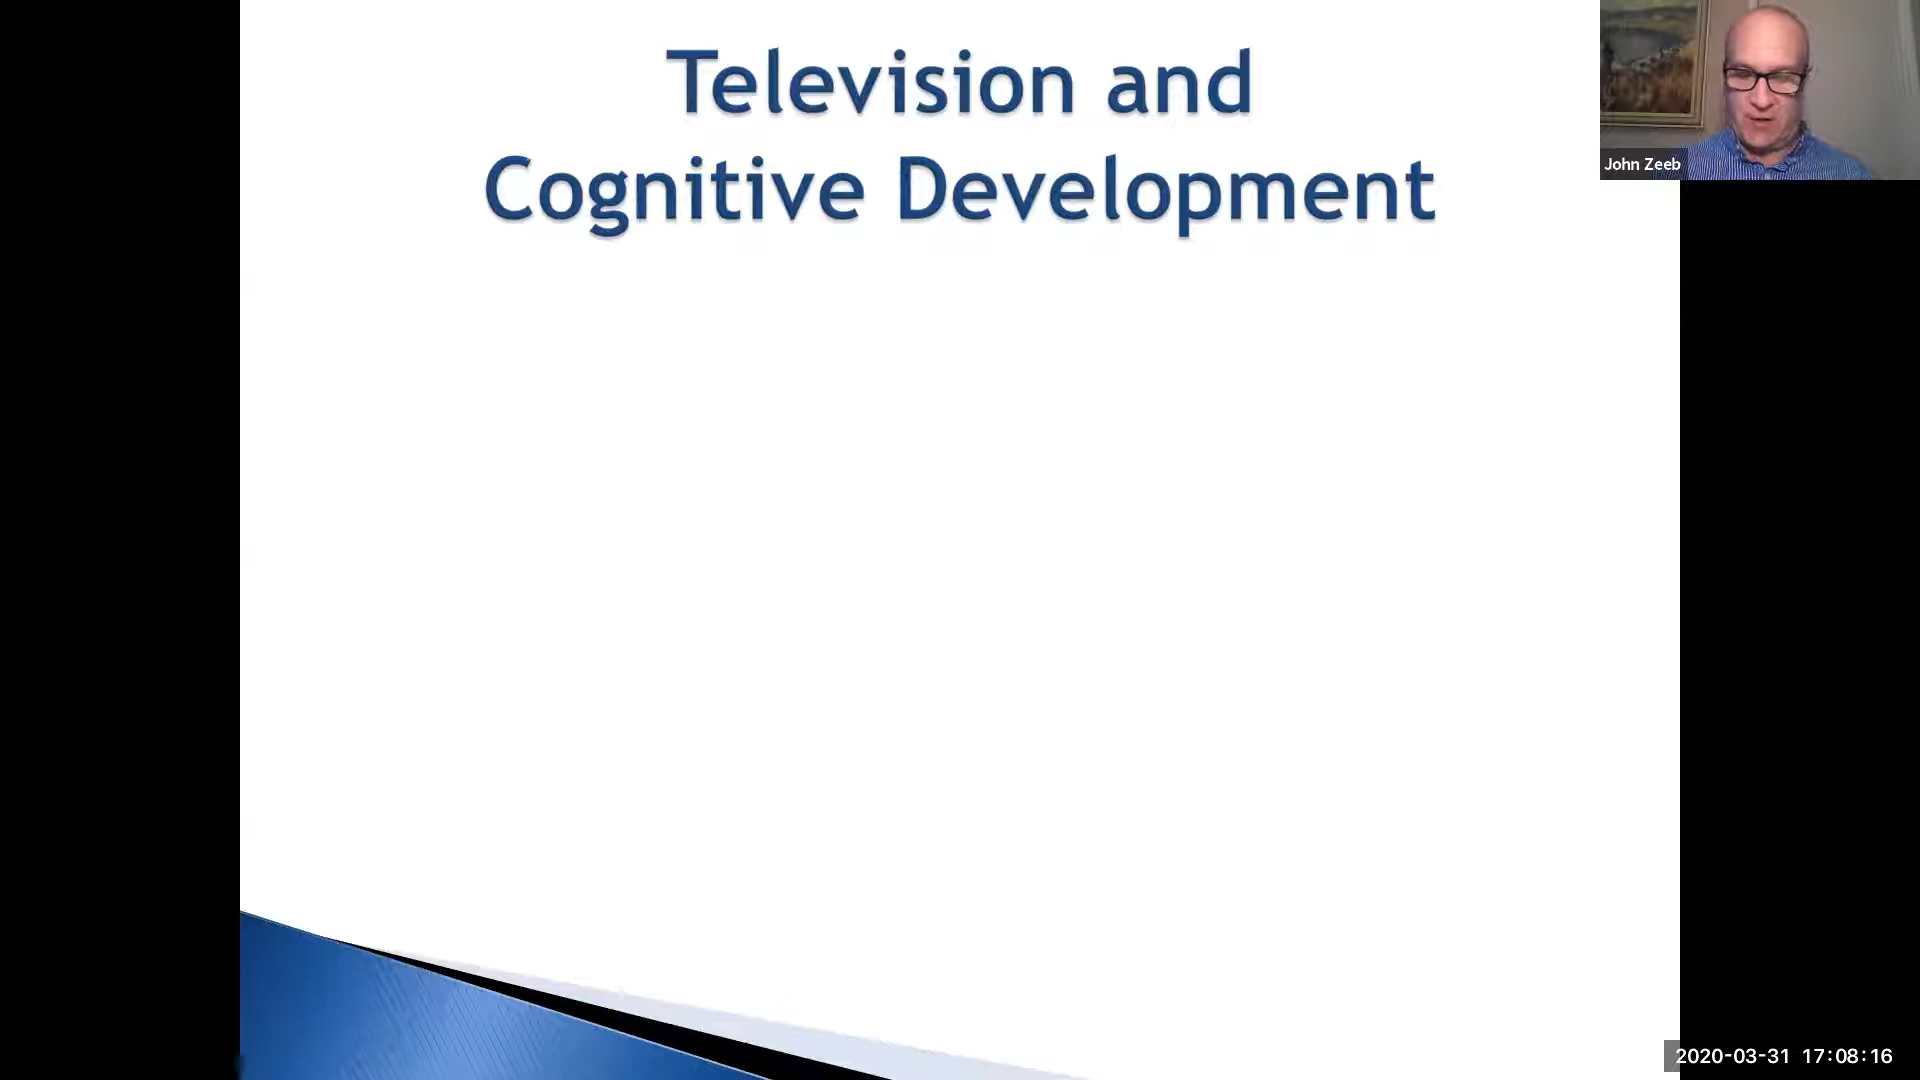 Television and
Cognitive Development
John Zeeb
2020-03-31 17:08:16